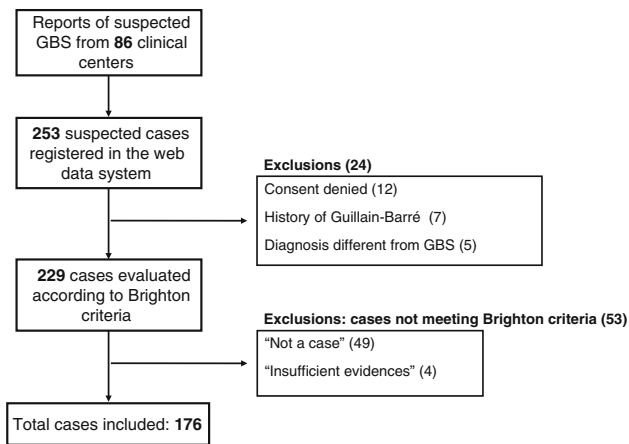 Reports of suspected
GBS from 86 clinical
centers
253 suspected cases
registered in the web
data system
Exclusions (24)
Consent denied (12)
History of Guillain-Barré (7)
Diagnosis different from GBS (5)
229 cases evaluated
according to Brighton
criteria
Exclusions: cases not meeting Brighton criteria (53)
“Not a case” (49)
“Insufficient evidences” (4)
Total cases included: 176